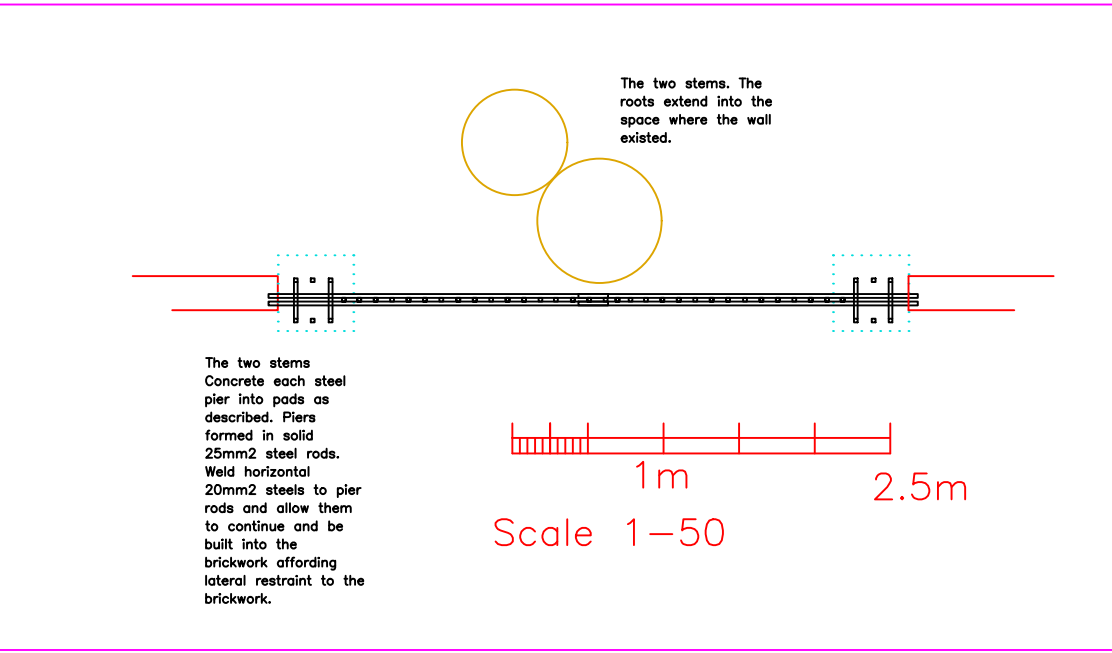 The two stems. The
roots extend into the
space where the wall
existed.
The two stems
Concrete each steel
pier into pads as
described. Piers
formed in solid
25mm2 steel rods.
Weld horizontal
20mm2 steels to pier
rods and allow them
to continue and be
built into the
brickwork affording
lateral restraint to the
brickwork.
1m
2.5m
Scale 1-50